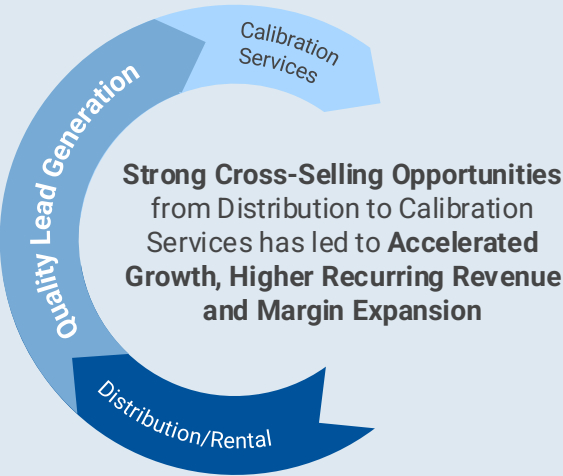 Calibration
Services
Quality Lead Generation
Strong Cross-Selling Opportunities
from Distribution to Calibration
Services has led to Accelerated
Growth, Higher Recurring Revenue
and Margin Expansion
Distribution/Rental